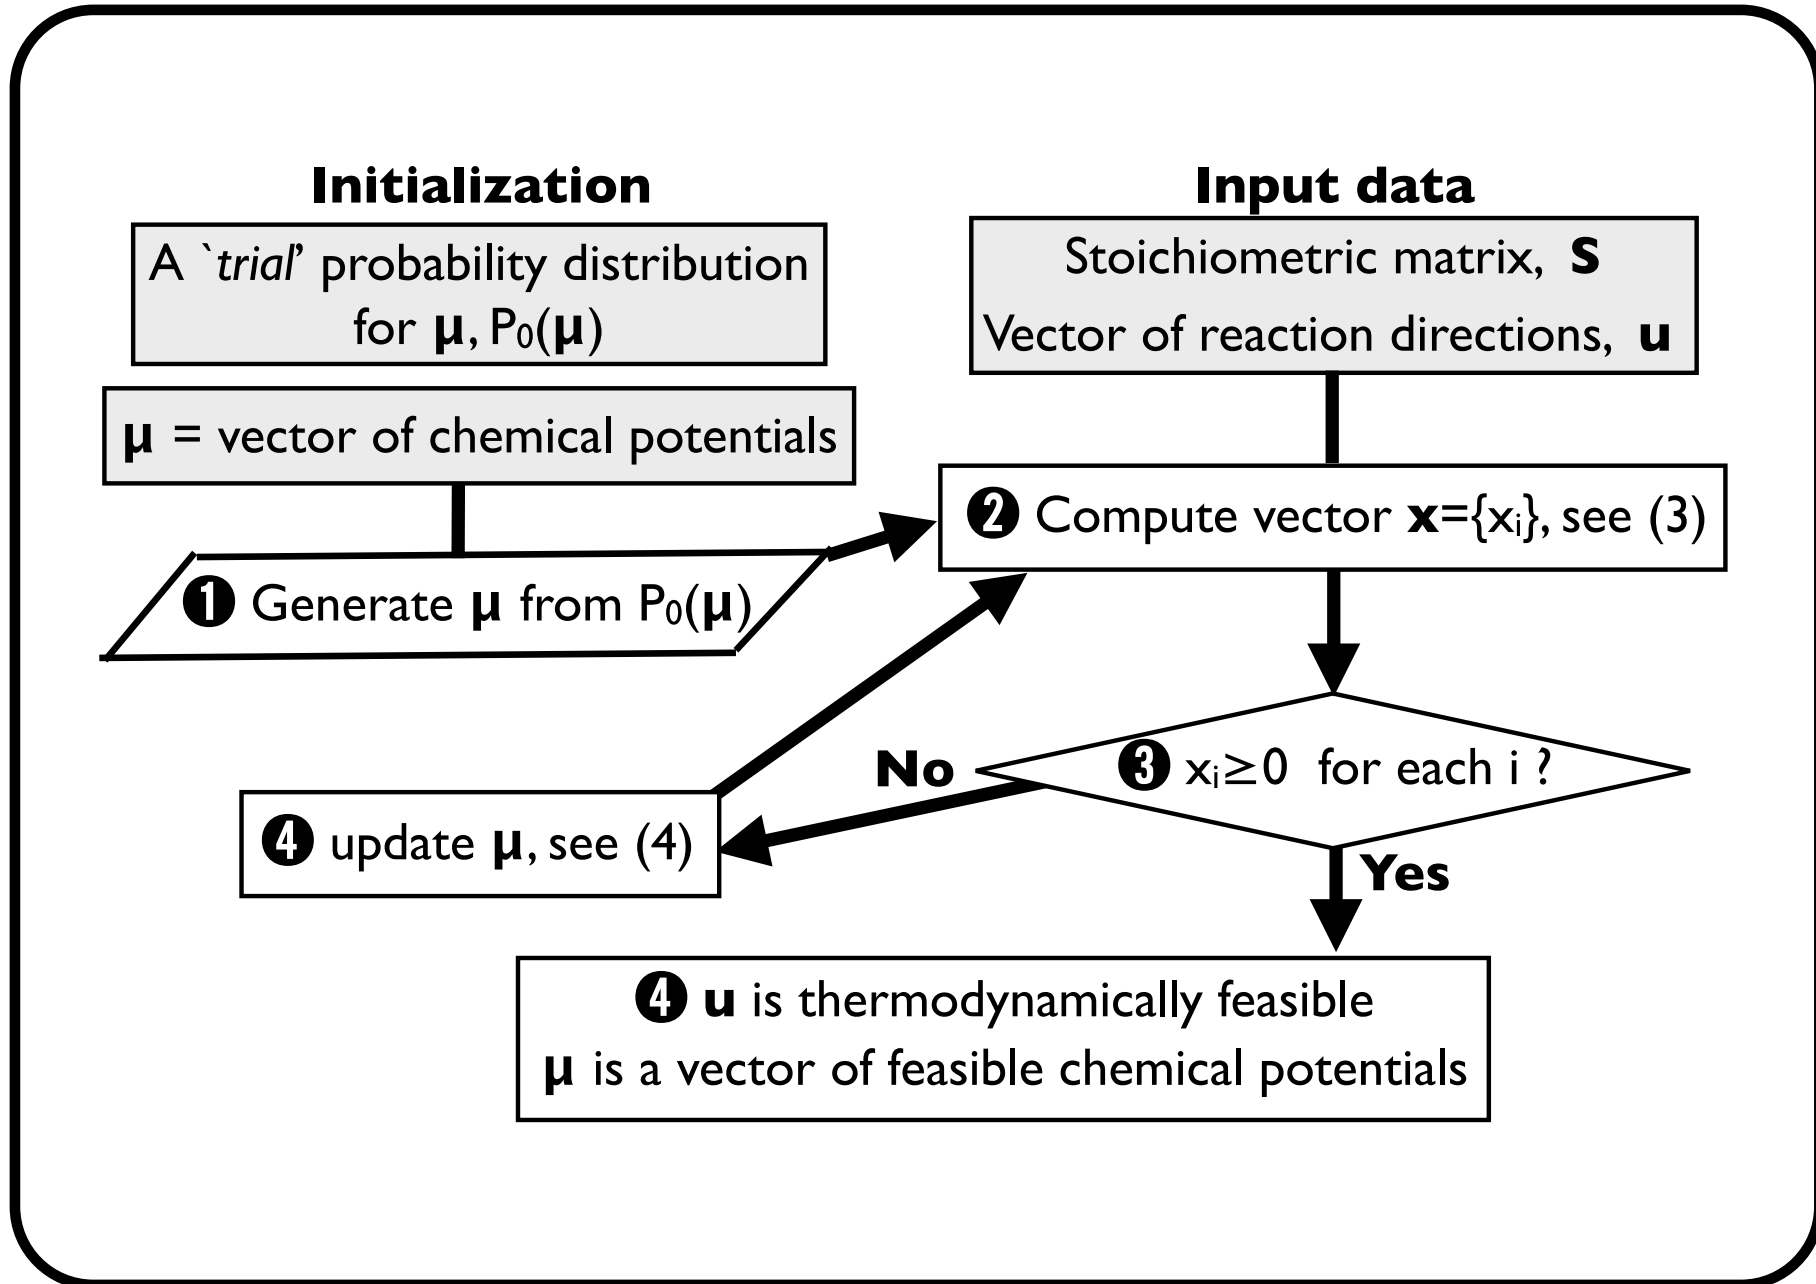 Initialization
A `trial’ probability distribution
for μ, P₀(μ)
μ = vector of chemical potentials
❶ Generate μ from P₀(μ)
Input data
Stoichiometric matrix, S
Vector of reaction directions, u
❷ Compute vector x={xᵢ}, see (3)
❸ xᵢ≥0 for each i ?
No
❹ update μ, see (4)
Yes
❹ u is thermodynamically feasible
μ is a vector of feasible chemical potentials